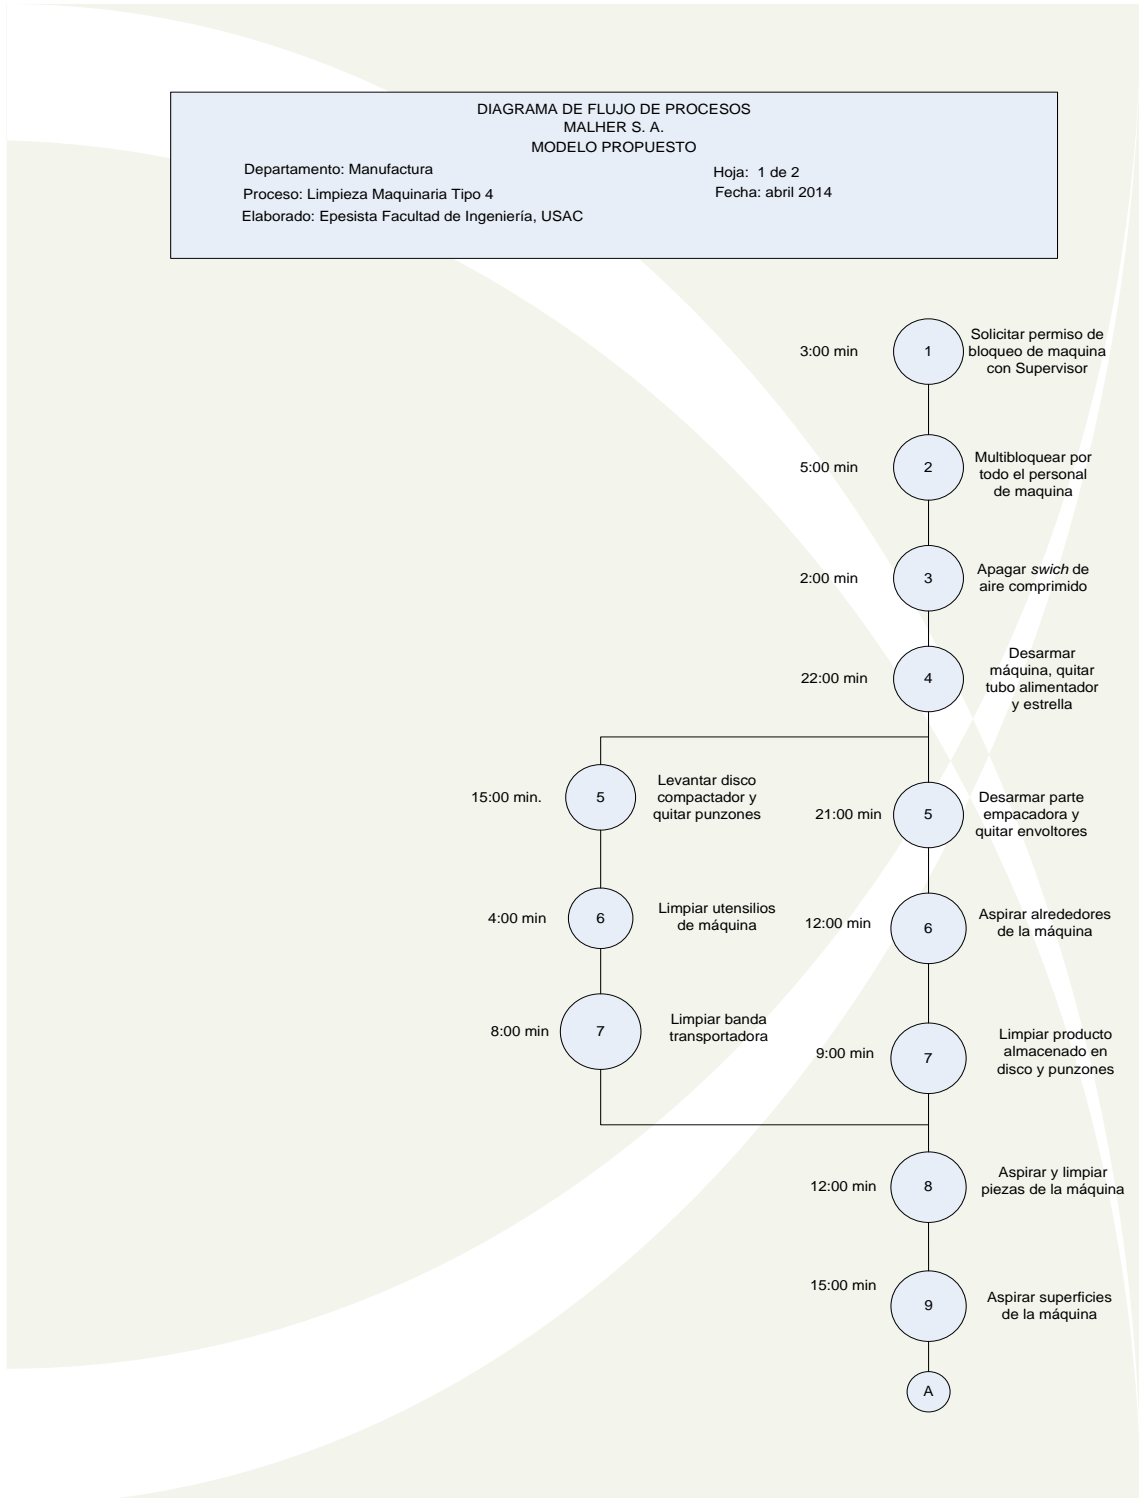 DIAGRAMA DE FLUJO DE PROCESOS
MALHER S. A.
MODELO PROPUESTO
Departamento: Manufactura
Hoja: 1 de 2
Proceso: Limpieza Maquinaria Tipo 4
Fecha: abril 2014
Elaborado: Epesista Facultad de Ingeniería, USAC
3:00 min
1
Solicitar permiso de
bloqueo de maquina
con Supervisor
5:00 min
2
Multibloquear por
todo el personal
de maquina
2:00 min
3
Apagar swich de
aire comprimido
22:00 min
4
Desarmar
máquina, quitar
tubo alimentador
y estrella
15:00 min.
5
Levantar disco
compactador y
quitar punzones
21:00 min
5
Desarmar parte
empacadora y
quitar envoltores
4:00 min
6
Limpiar utensilios
de máquina
12:00 min
6
Aspirar alrededores
de la máquina
8:00 min
7
Limpiar banda
transportadora
9:00 min
7
Limpiar producto
almacenado en
disco y punzones
12:00 min
8
Aspirar y limpiar
piezas de la máquina
15:00 min
9
Aspirar superficies
de la máquina
A